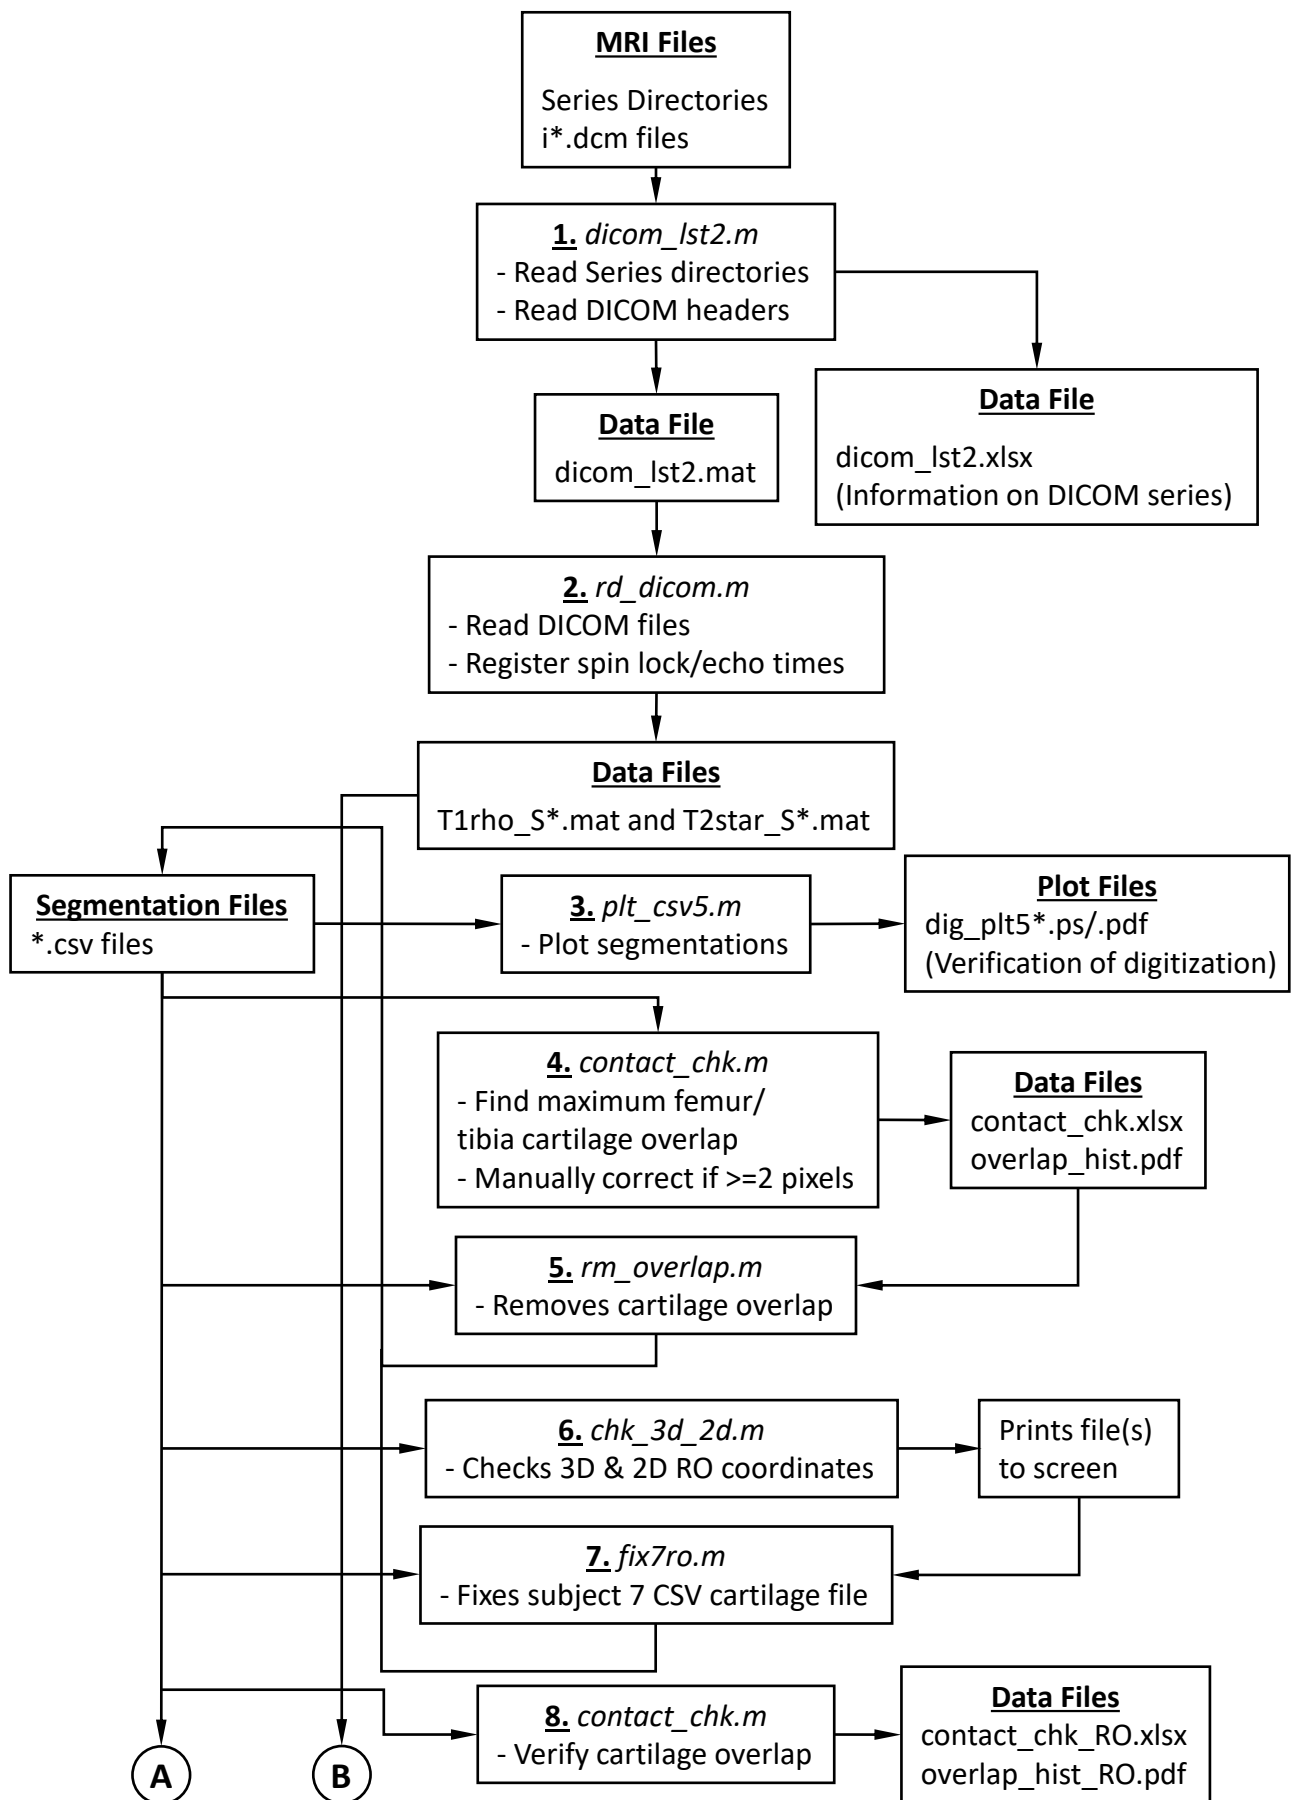 MRI Files
Series Directories
i*.dcm files
1. dicom_lst2.m
- Read Series directories
- Read DICOM headers
Data File
dicom_lst2.mat
Data File
dicom_lst2.xlsx
(Information on DICOM series)
2. rd_dicom.m
- Read DICOM files
- Register spin lock/echo times
Data Files
T1rho_S*.mat and T2star_S*.mat
Segmentation Files
*.csv files
3. plt_csv5.m
- Plot segmentations
Plot Files
dig_plt5*.ps/.pdf
(Verification of digitization)
4. contact_chk.m
- Find maximum femur/
tibia cartilage overlap
- Manually correct if >=2 pixels
Data Files
contact_chk.xlsx
overlap_hist.pdf
5. rm_overlap.m
- Removes cartilage overlap
6. chk_3d_2d.m
- Checks 3D & 2D RO coordinates
Prints file(s)
to screen
7. fix7ro.m
- Fixes subject 7 CSV cartilage file
8. contact_chk.m
- Verify cartilage overlap
Data Files
contact_chk_RO.xlsx
overlap_hist_RO.pdf
A
B